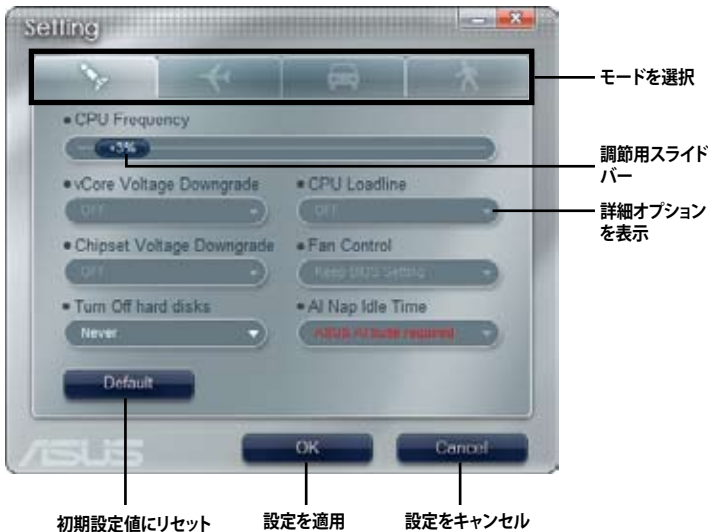 Setting
モードを選択
CPU Frequency
+3%
調節用スライド
バー
vCore Voltage Downgrade
CPU Loadline
OFF
OFF
詳細オプション
を表示
Chipset Voltage Downgrade
Fan Control
OFF
Keep BIOS Setting
Turn Off hard disks
AI Nap Idle Time
Never
ASUS AI Suite required
Default
ASUS
OK
Cancel
初期設定値にリセット
設定を適用
設定をキャンセル